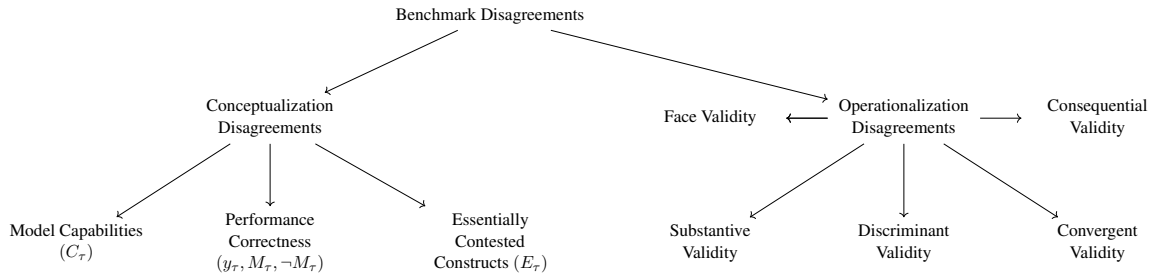 Benchmark Disagreements
Conceptualization
Disagreements
Face Validity
Operationalization
Disagreements
Consequential
Validity
Model Capabilities
(C_τ)
Performance
Correctness
(y_τ, M_τ, ¬M_τ)
Essentially
Contested
Constructs (E_τ)
Substantive
Validity
Discriminant
Validity
Convergent
Validity